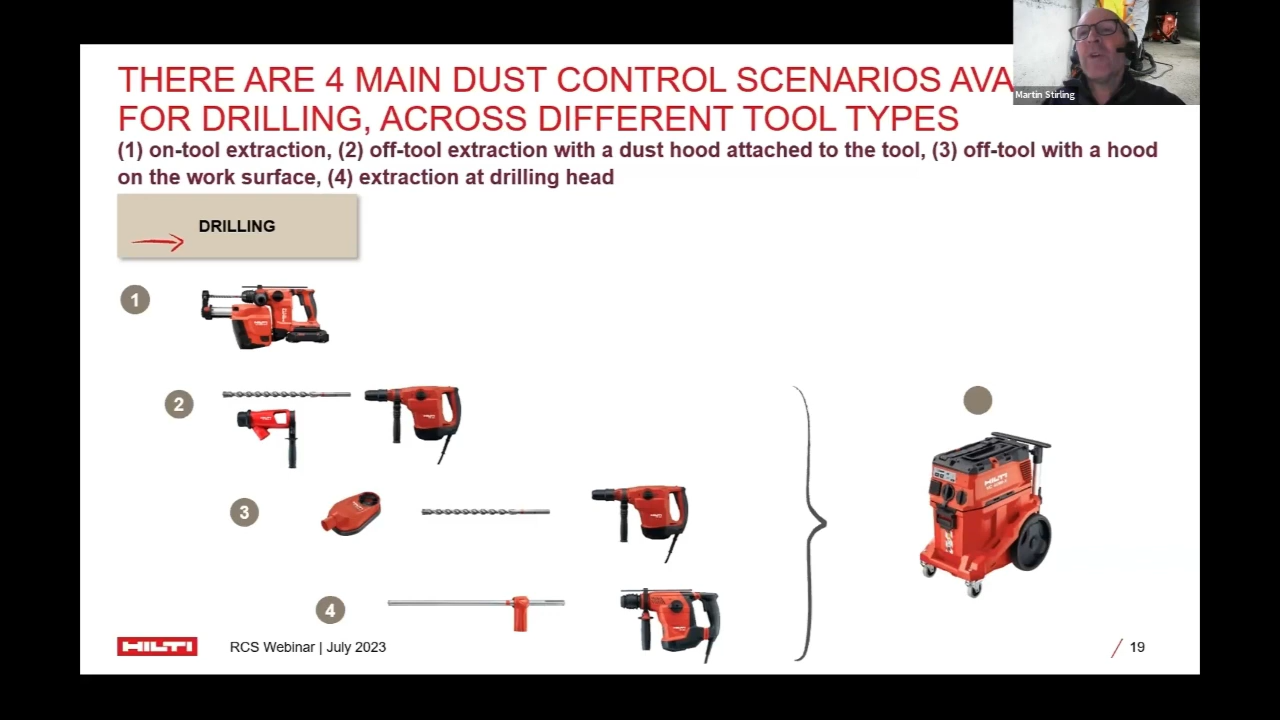 THERE ARE 4 MAIN DUST CONTROL SCENARIOS AVA
FOR DRILLING, ACROSS DIFFERENT TOOL TYPES
(1) on-tool extraction, (2) off-tool extraction with a dust hood attached to the tool, (3) off-tool with a hood
on the work surface, (4) extraction at drilling head
Martin Stirling
DRILLING
1
2
3
HILTI
4
HILTI
RCS Webinar | July 2023
19